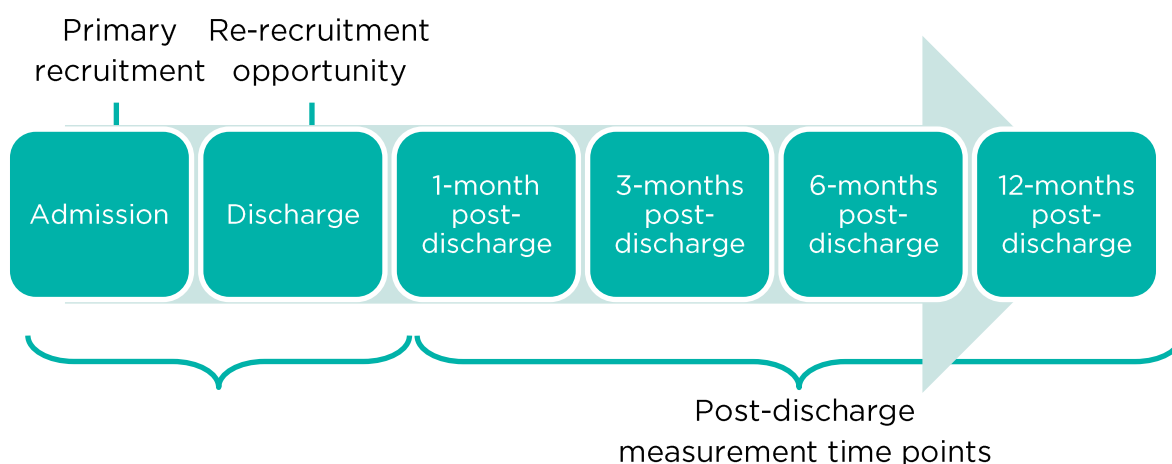 Primary
recruitment
Re-recruitment
opportunity
Admission
Discharge
1-month
post-
discharge
3-months
post-
discharge
6-months
post-
discharge
12-months
post-
discharge
Post-discharge
measurement time points